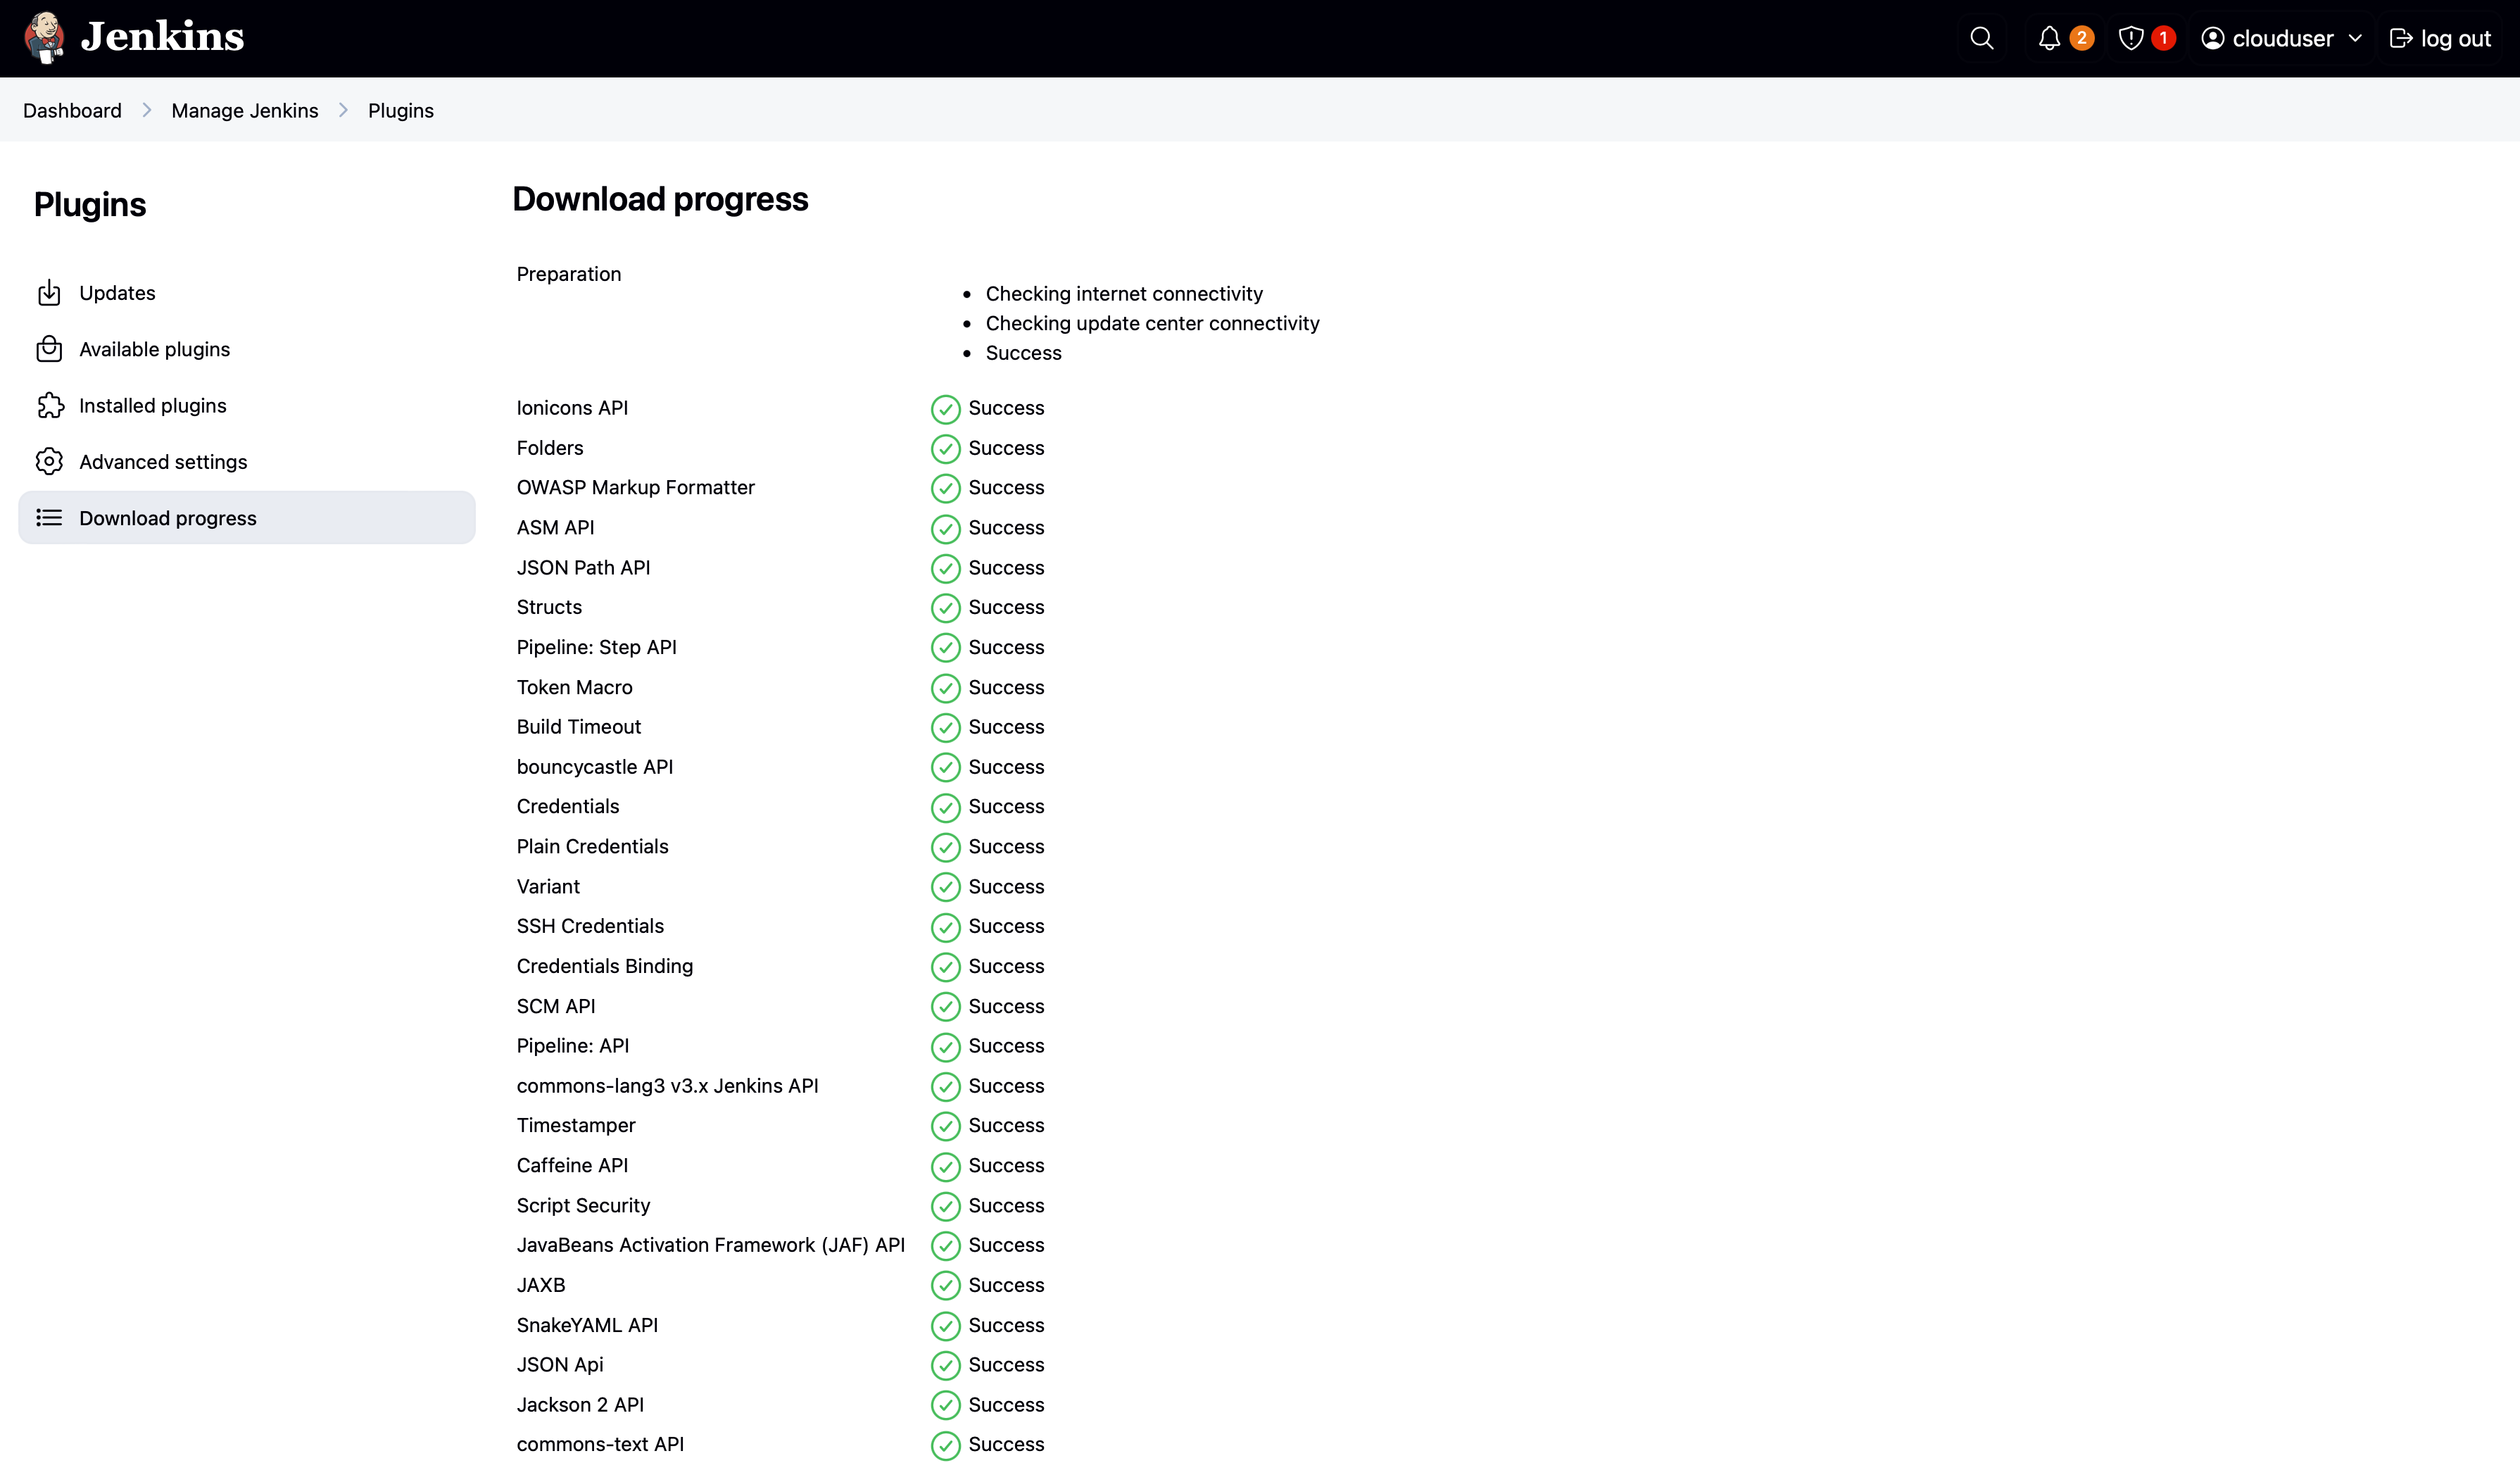 Jenkins
2
1
clouduser
log out
Dashboard
Manage Jenkins
Plugins
Plugins
Updates
Available plugins
Installed plugins
Advanced settings
Download progress
Download progress
Preparation
Checking internet connectivity
Checking update center connectivity
Success
Ionicons API Success
Folders Success
OWASP Markup Formatter Success
ASM API Success
JSON Path API Success
Structs Success
Pipeline: Step API Success
Token Macro Success
Build Timeout Success
bouncycastle API Success
Credentials Success
Plain Credentials Success
Variant Success
SSH Credentials Success
Credentials Binding Success
SCM API Success
Pipeline: API Success
commons-lang3 v3.x Jenkins API Success
Timestamper Success
Caffeine API Success
Script Security Success
JavaBeans Activation Framework (JAF) API Success
JAXB Success
SnakeYAML API Success
JSON Api Success
Jackson 2 API Success
commons-text API Success